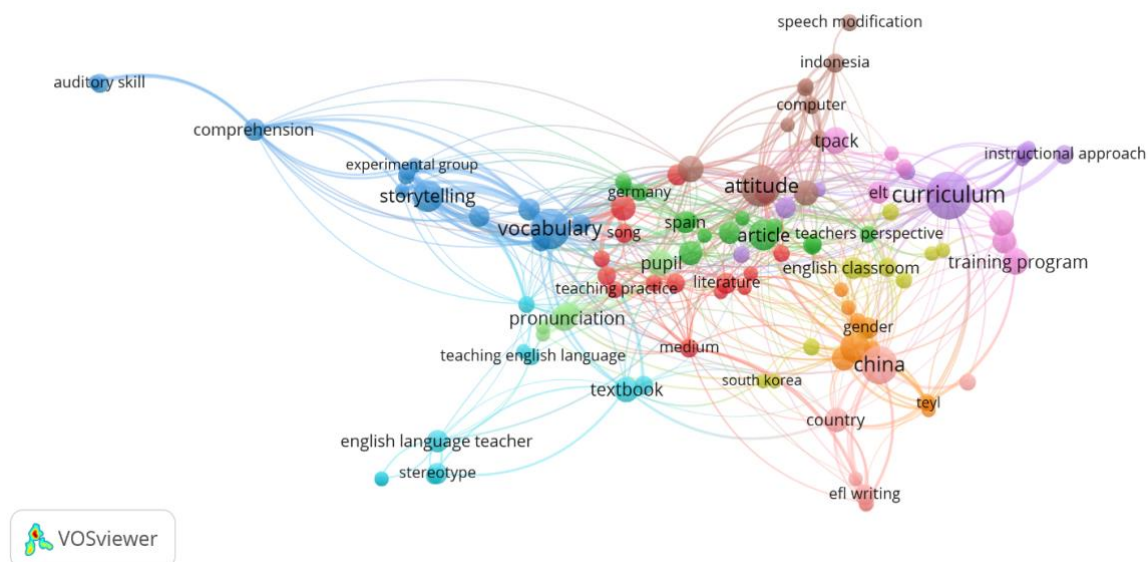 speech modification
indonesia
auditory skill
computer
comprehension
tpack
instructional approach
experimental group
attitude
germany
elt
curriculum
storytelling
spain
vocabulary
song
article
teachers perspective
pupil
english classroom
training program
teaching practice
literature
pronunciation
gender
medium
teaching english language
china
south korea
textbook
teyl
country
english language teacher
stereotype
efl writing
VOSviewer